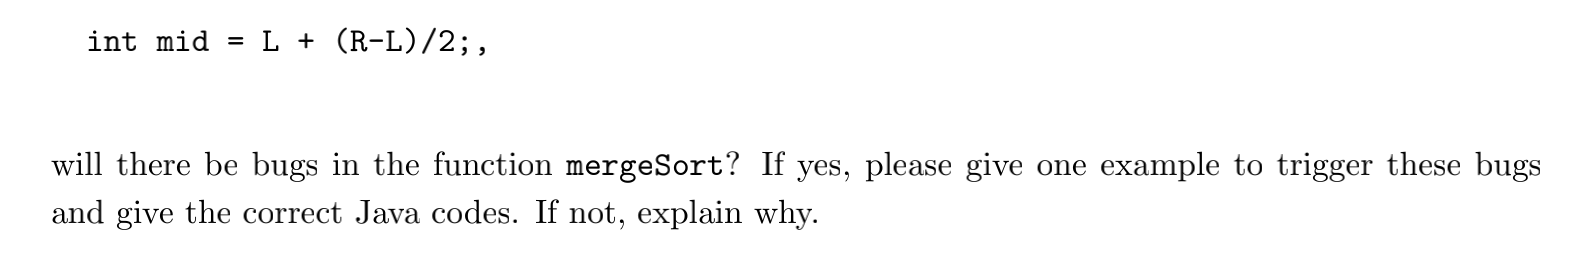 int mid = L + (R-L)/2;,
will there be bugs in the function mergeSort? If yes, please give one example to trigger these bugs
and give the correct Java codes. If not, explain why.